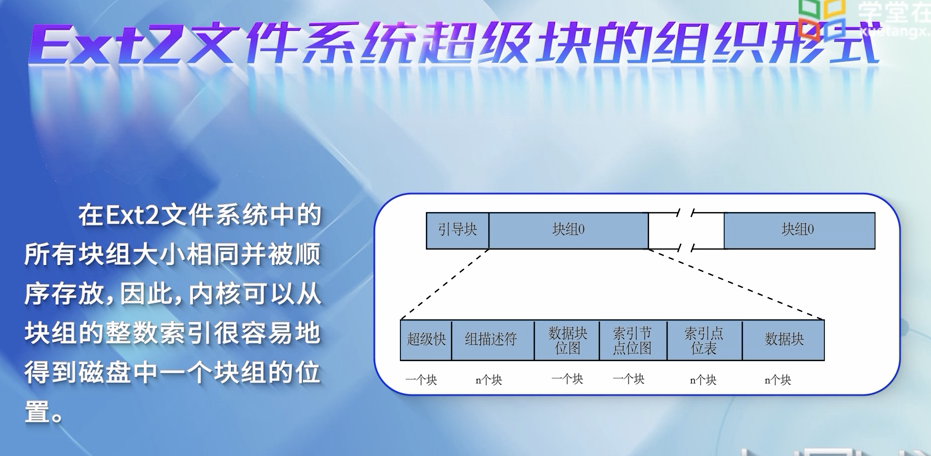 学堂在
xuetangx.
Ext2文件系统超级块的组织形式
在Ext2文件系统中的
所有块组大小相同并被顺
序存放,因此,内核可以从
块组的整数索引很容易地
得到磁盘中一个块组的位
置。
引导块
块组0
块组0
超级快
组描述符
数据块
位图
索引节
点位图
索引点
位表
数据块
一个块
n个块
一个块
一个块
n个块
n个块